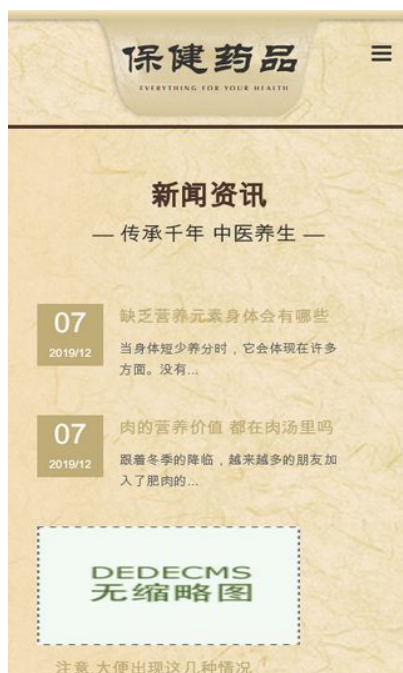 保健药品
EVERYTHING FOR YOUR HEALTH
新闻资讯
— 传承千年 中医养生 —
07
2019/12
缺乏营养元素身体会有哪些
当身体短少养分时，它会体现在许多
方面。没有...
07
2019/12
肉的营养价值 都在肉汤里吗
跟着冬季的降临，越来越多的朋友加
入了肥肉的...
DEDECMS
无缩略图
注意,大便出现这几种情况